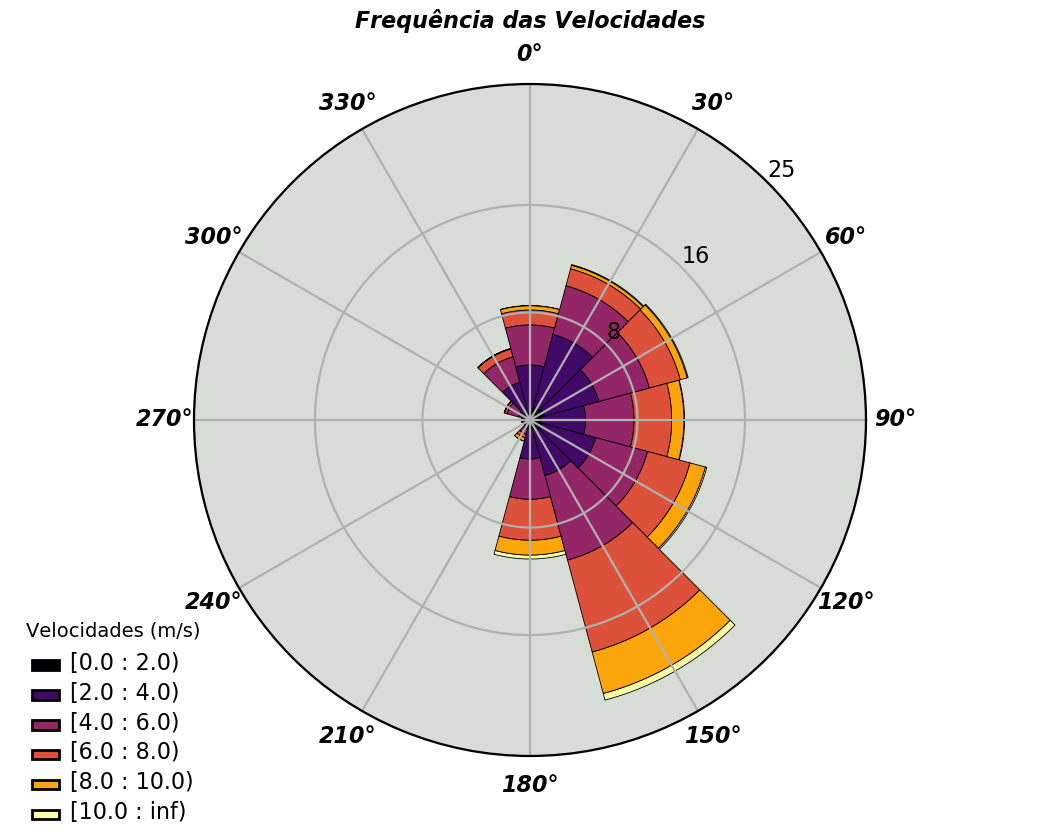 Frequência das Velocidades
0°
30°
60°
90°
120°
150°
180°
210°
240°
270°
300°
330°
8
16
25
Velocidades (m/s)
[0.0 : 2.0)
[2.0 : 4.0)
[4.0 : 6.0)
[6.0 : 8.0)
[8.0 : 10.0)
[10.0 : inf)